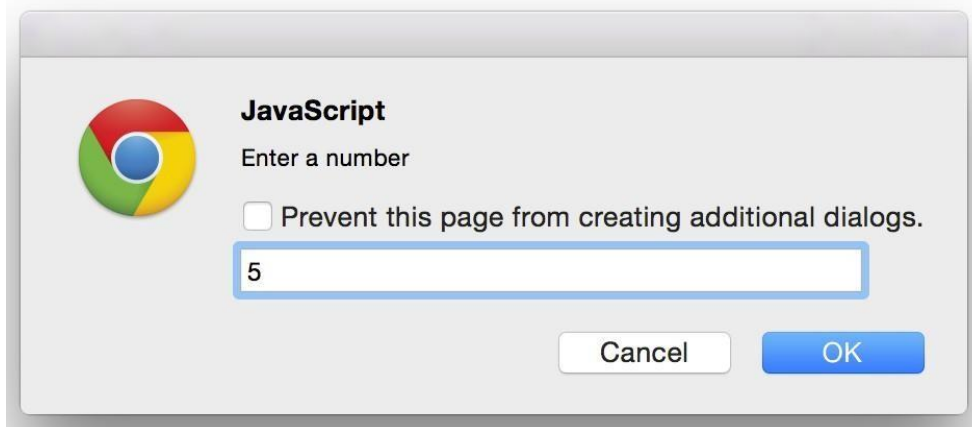 JavaScript
Enter a number
Prevent this page from creating additional dialogs.
5
Cancel
OK